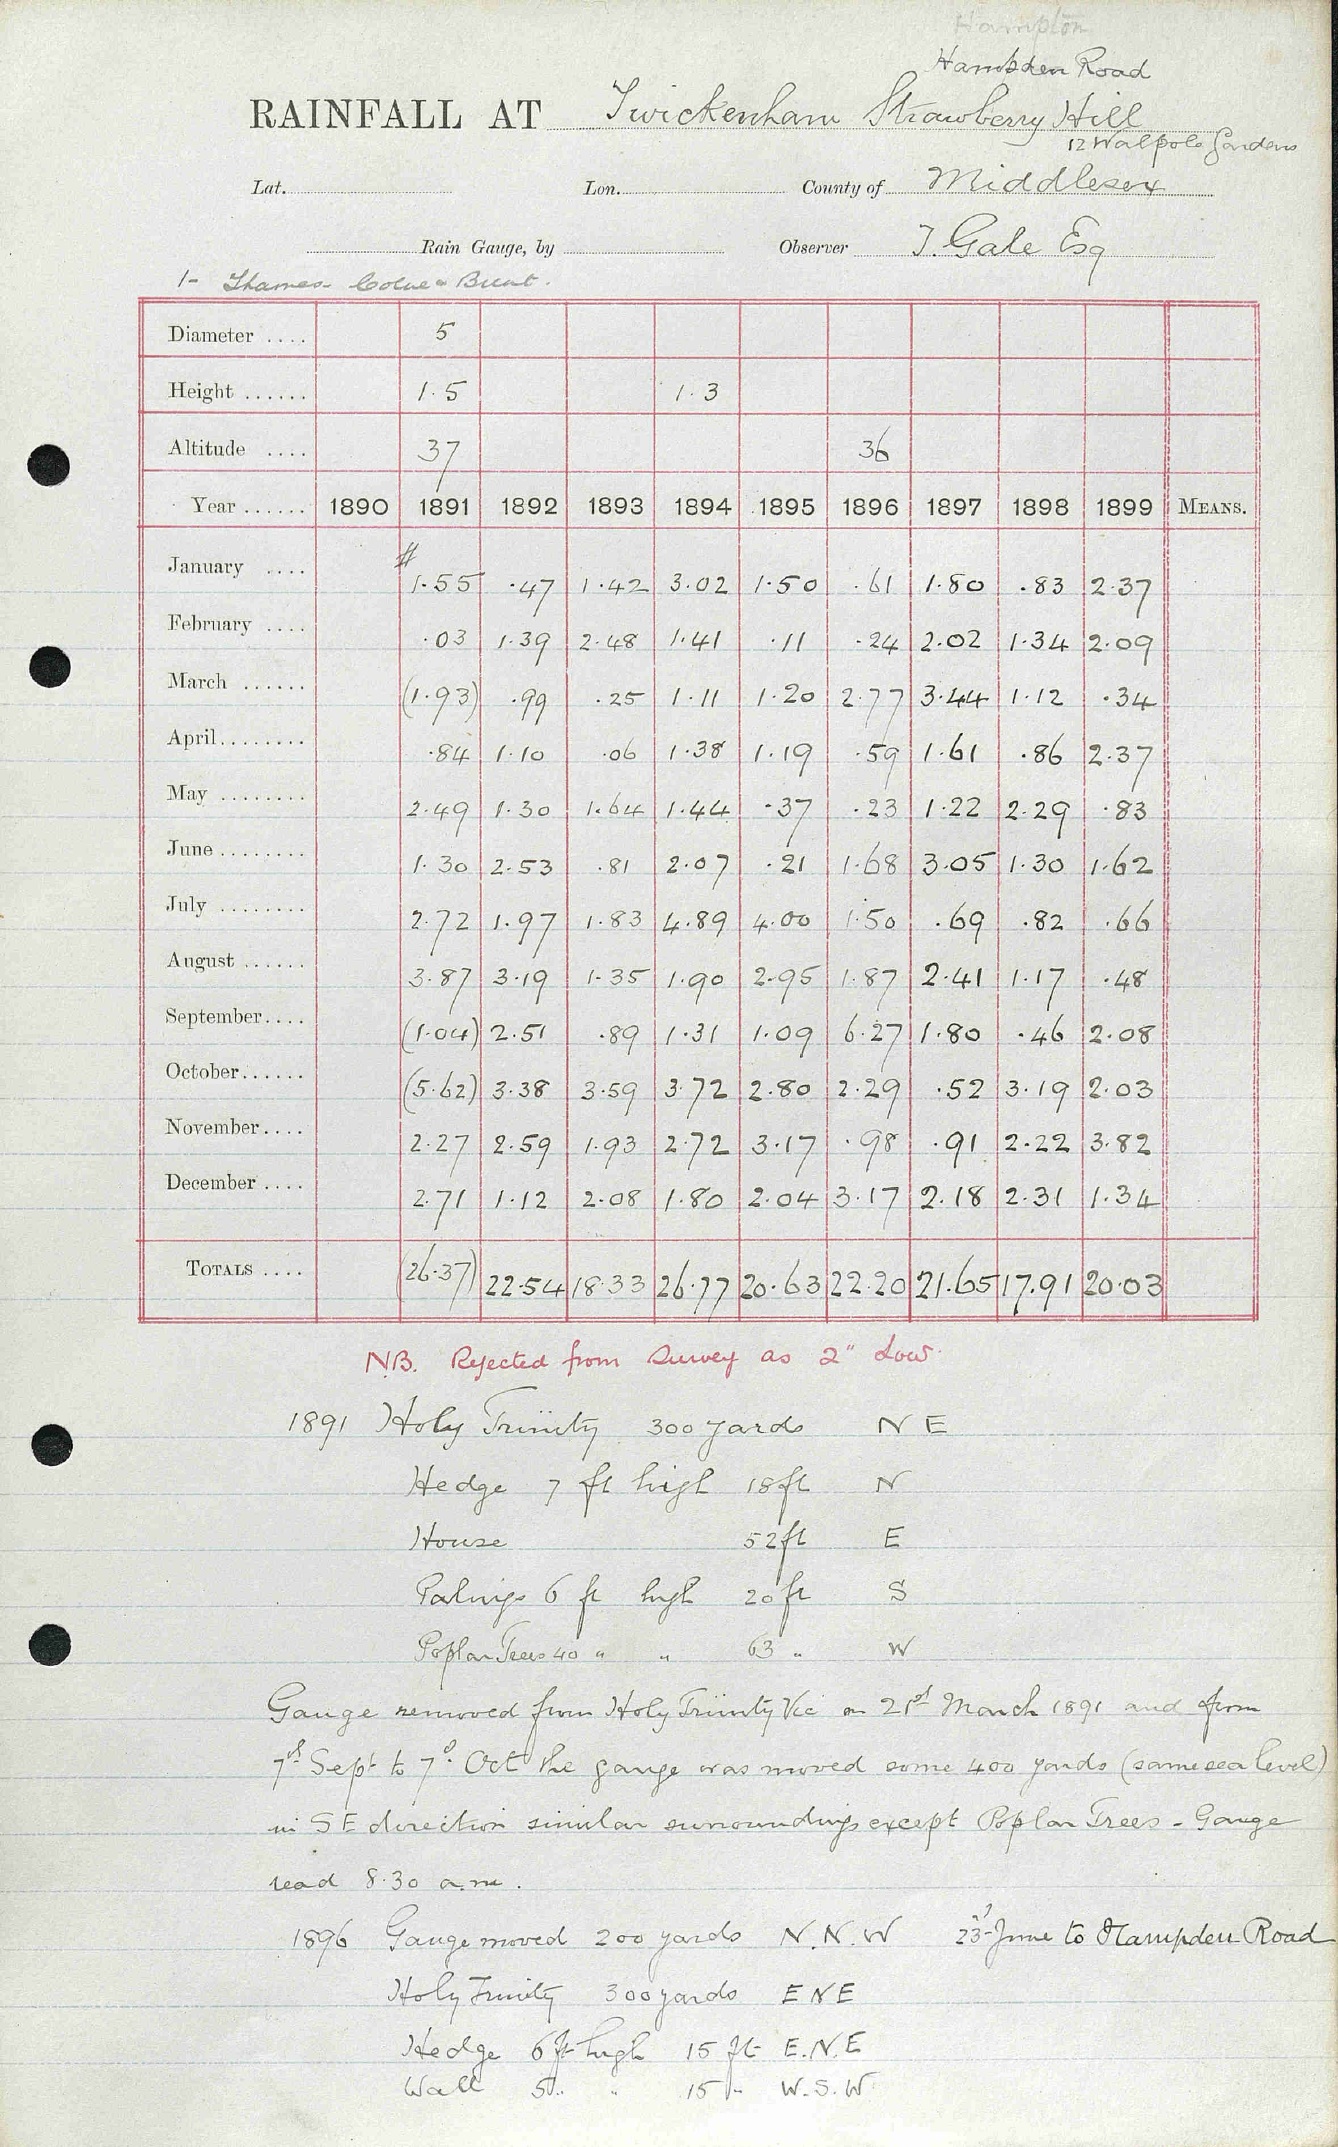 Hampton
Hambden Road
RAINFALL AT Twickenham Strawberry Hill
12 Walpole Gardens
Lat. Lon. County of Middlesex
Rain Gauge, by Observer J. Gale Esq
1- Thames- Colne & Brent.
Diameter .... 5
Height ...... 1.5 1.3
Altitude .... 37 36
Year ...... 1890 1891 1892 1893 1894 1895 1896 1897 1898 1899 MEANS.
#
January .... 1.55 .47 1.42 3.02 1.50 .61 1.80 .83 2.37
February .... .03 1.39 2.48 1.41 .11 .24 2.02 1.34 2.09
March ...... (1.93) .99 .25 1.11 1.20 2.77 3.44 1.12 .34
April........ .84 1.10 .06 1.38 1.19 .59 1.61 .86 2.37
May ........ 2.49 1.30 1.64 1.44 .37 .23 1.22 2.29 .83
June........ 1.30 2.53 .81 2.07 .21 1.68 3.05 1.30 1.62
July ........ 2.72 1.97 1.83 4.89 4.00 1.50 .69 .82 .66
August ...... 3.87 3.19 1.35 1.90 2.95 1.87 2.41 1.17 .48
September.... (1.04) 2.51 .89 1.31 1.09 6.27 1.80 .46 2.08
October...... (5.62) 3.38 3.59 3.72 2.80 2.29 .52 3.19 2.03
November.... 2.27 2.59 1.93 2.72 3.17 .98 .91 2.22 3.82
December .... 2.71 1.12 2.08 1.80 2.04 3.17 2.18 2.31 1.34
TOTALS .... (26.37) 22.54 18.33 26.77 20.63 22.20 21.65 17.91 20.03
NB. Rejected from Survey as 2" Low.
1891 Holy Trinity 300 yards N E
Hedge 7 ft high 18 ft N
House 52 ft E
Palings 6 ft high 20 ft S
Poplar Trees 40 " " 63 " W
Gauge removed from Holy Trinity Vic on 21st March 1891 and from
7th Sept to 7th Oct the gauge was moved some 400 yards (same sea level)
in S E direction similar surroundings except Poplar Trees - Gauge
read 8.30 a.m.
1896 Gauge moved 200 yards N.N.W 23rd June to Hampden Road
Holy Trinity 300 yards E N E
Hedge 6 ft high 15 ft E.N.E
Wall 5 " " 15 " W.S.W